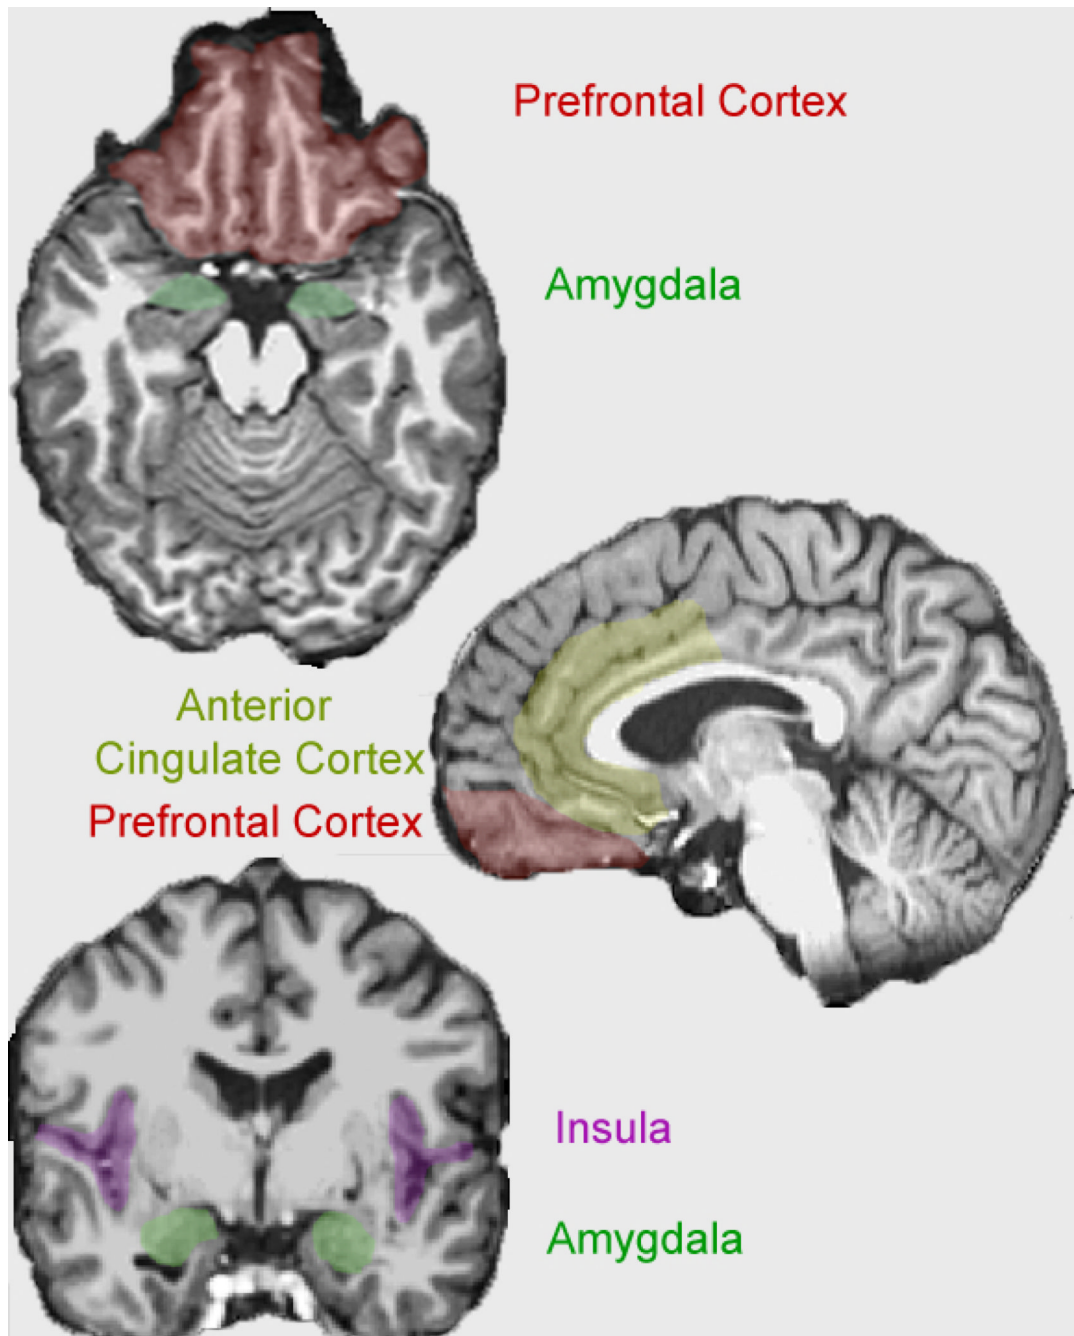 Prefrontal Cortex
Amygdala
Anterior
Cingulate Cortex
Prefrontal Cortex
Insula
Amygdala